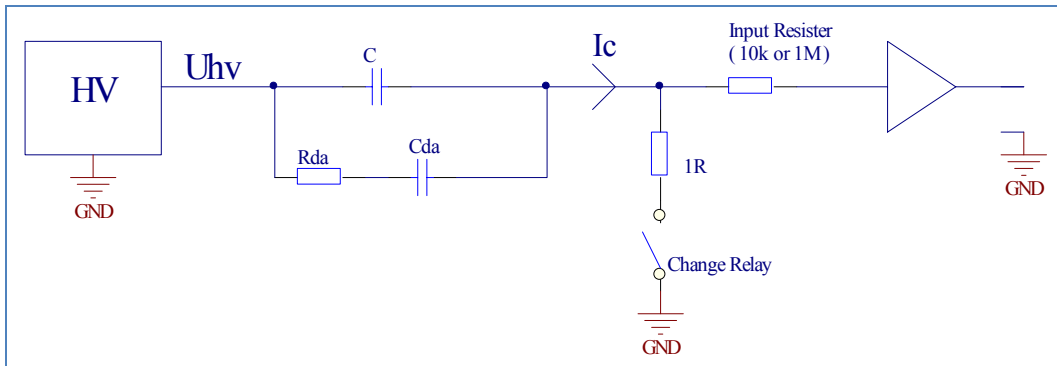 HV
Uhv
C
Rda
Cda
Ic
Input Resister
( 10k or 1M)
1R
Change Relay
GND
GND
GND